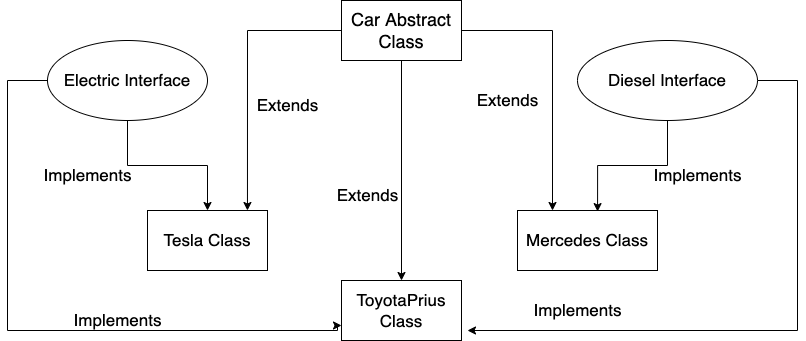 Car Abstract
Class
Electric Interface
Diesel Interface
Extends
Extends
Implements
Implements
Extends
Tesla Class
Mercedes Class
ToyotaPrius
Class
Implements
Implements